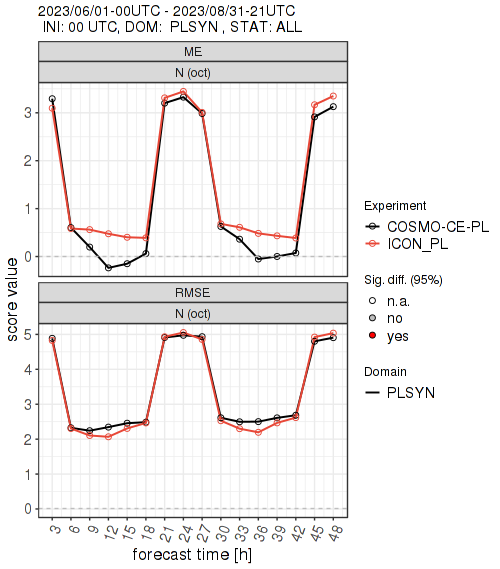 2023/06/01-00UTC - 2023/08/31-21UTC
INI: 00 UTC, DOM: PLSYN , STAT: ALL
ME
N (oct)
3
2
1
0
RMSE
N (oct)
5
4
3
2
1
0
3 6 9 12 15 18 21 24 27 30 33 36 39 42 45 48
forecast time [h]
score value
Experiment
COSMO-CE-PL
ICON_PL
Sig. diff. (95%)
n.a.
no
yes
Domain
PLSYN